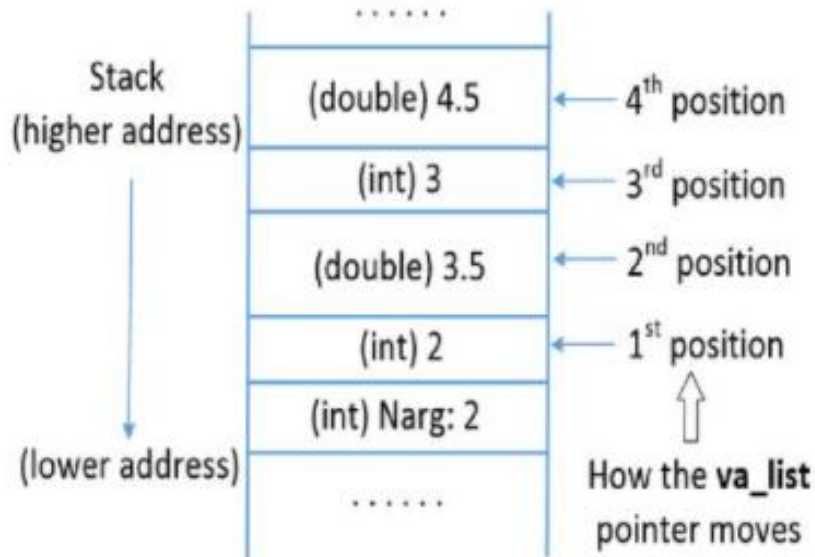 ......
Stack
(higher address)
(double) 4.5
4th position
(int) 3
3rd position
(double) 3.5
2nd position
(int) 2
1st position
(int) Narg: 2
(lower address)
......
How the va_list
pointer moves